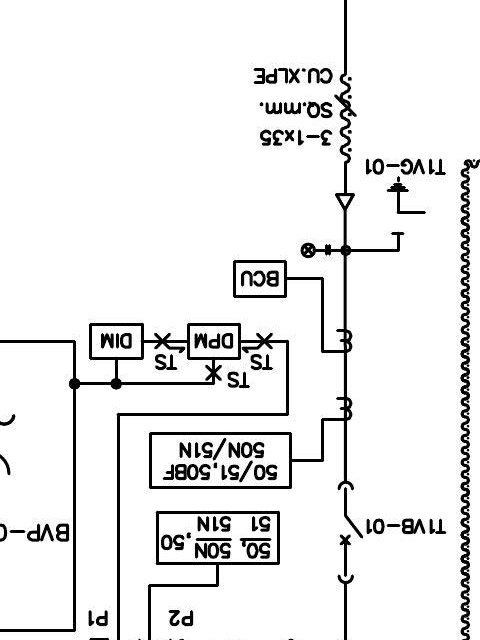 P2
P1
50, 50N ,50
51 51N
T1VB-01
BVP-0
50/51,50BF
50N/51N
TS
TS
TS
DPM
DIM
BCU
T1VG-01
3-1x35
SQ.mm.
CU.XLPE